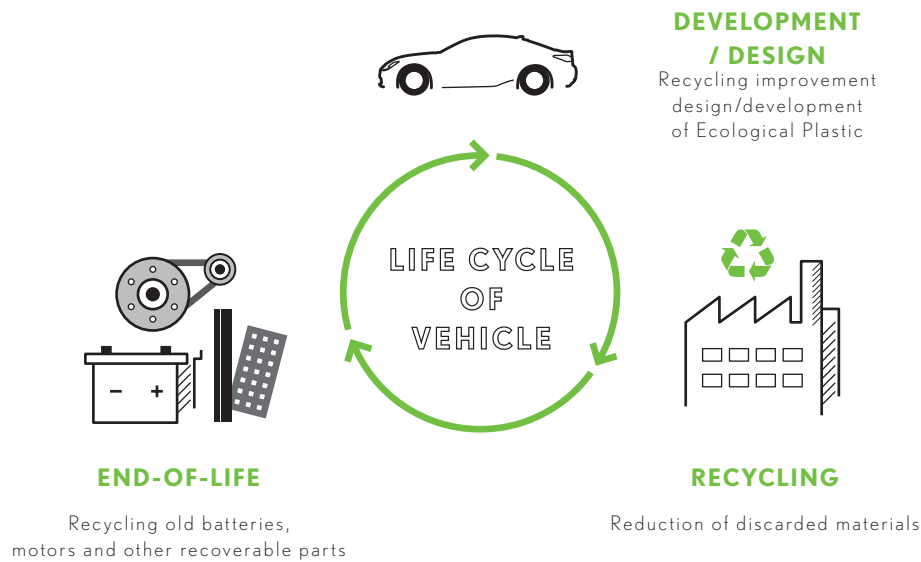 DEVELOPMENT
/ DESIGN
Recycling improvement
design/development
of Ecological Plastic
LIFE CYCLE
OF
VEHICLE
− +
END-OF-LIFE
Recycling old batteries,
motors and other recoverable parts
RECYCLING
Reduction of discarded materials